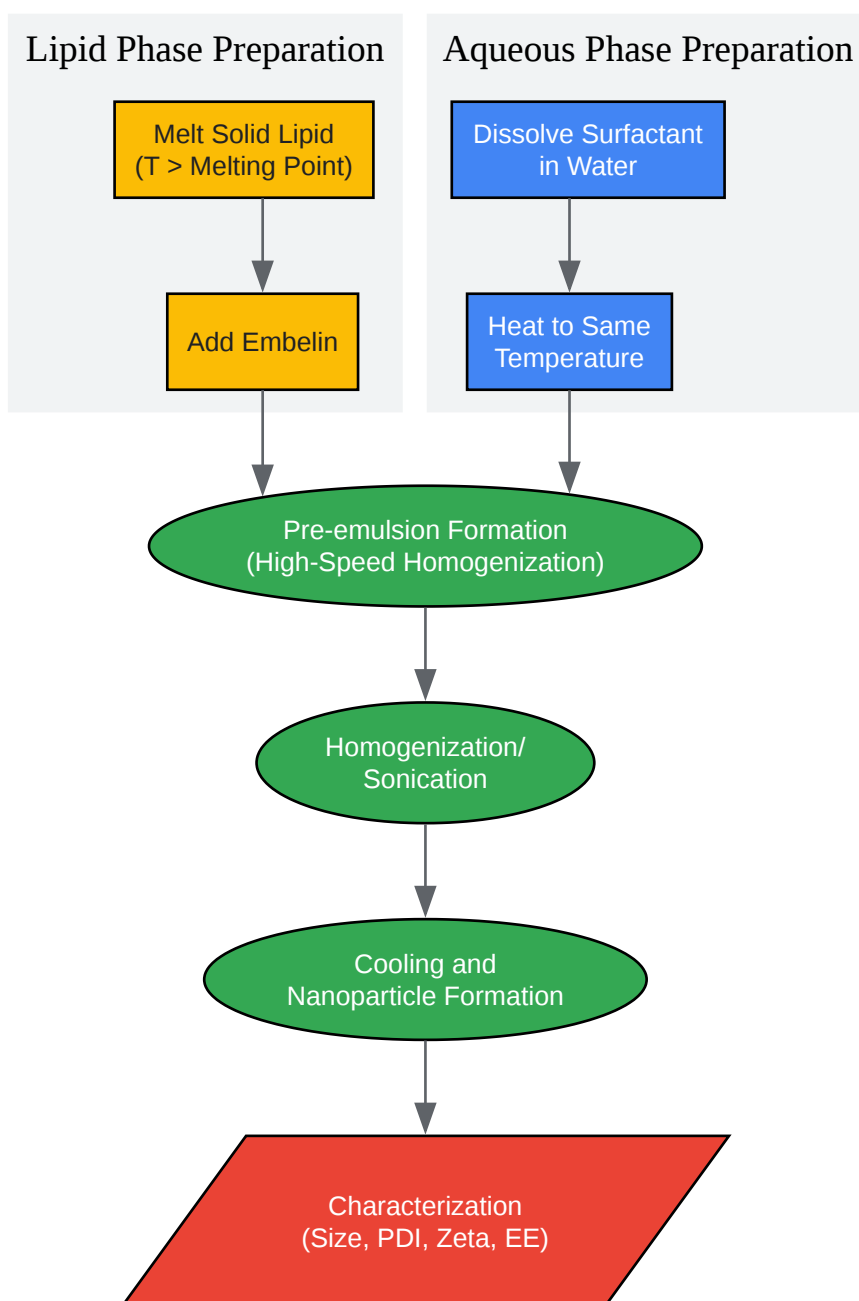 Lipid Phase Preparation
Melt Solid Lipid
(T > Melting Point)
Add Embelin
Aqueous Phase Preparation
Dissolve Surfactant
in Water
Heat to Same
Temperature
Pre-emulsion Formation
(High-Speed Homogenization)
Homogenization/
Sonication
Cooling and
Nanoparticle Formation
Characterization
(Size, PDI, Zeta, EE)